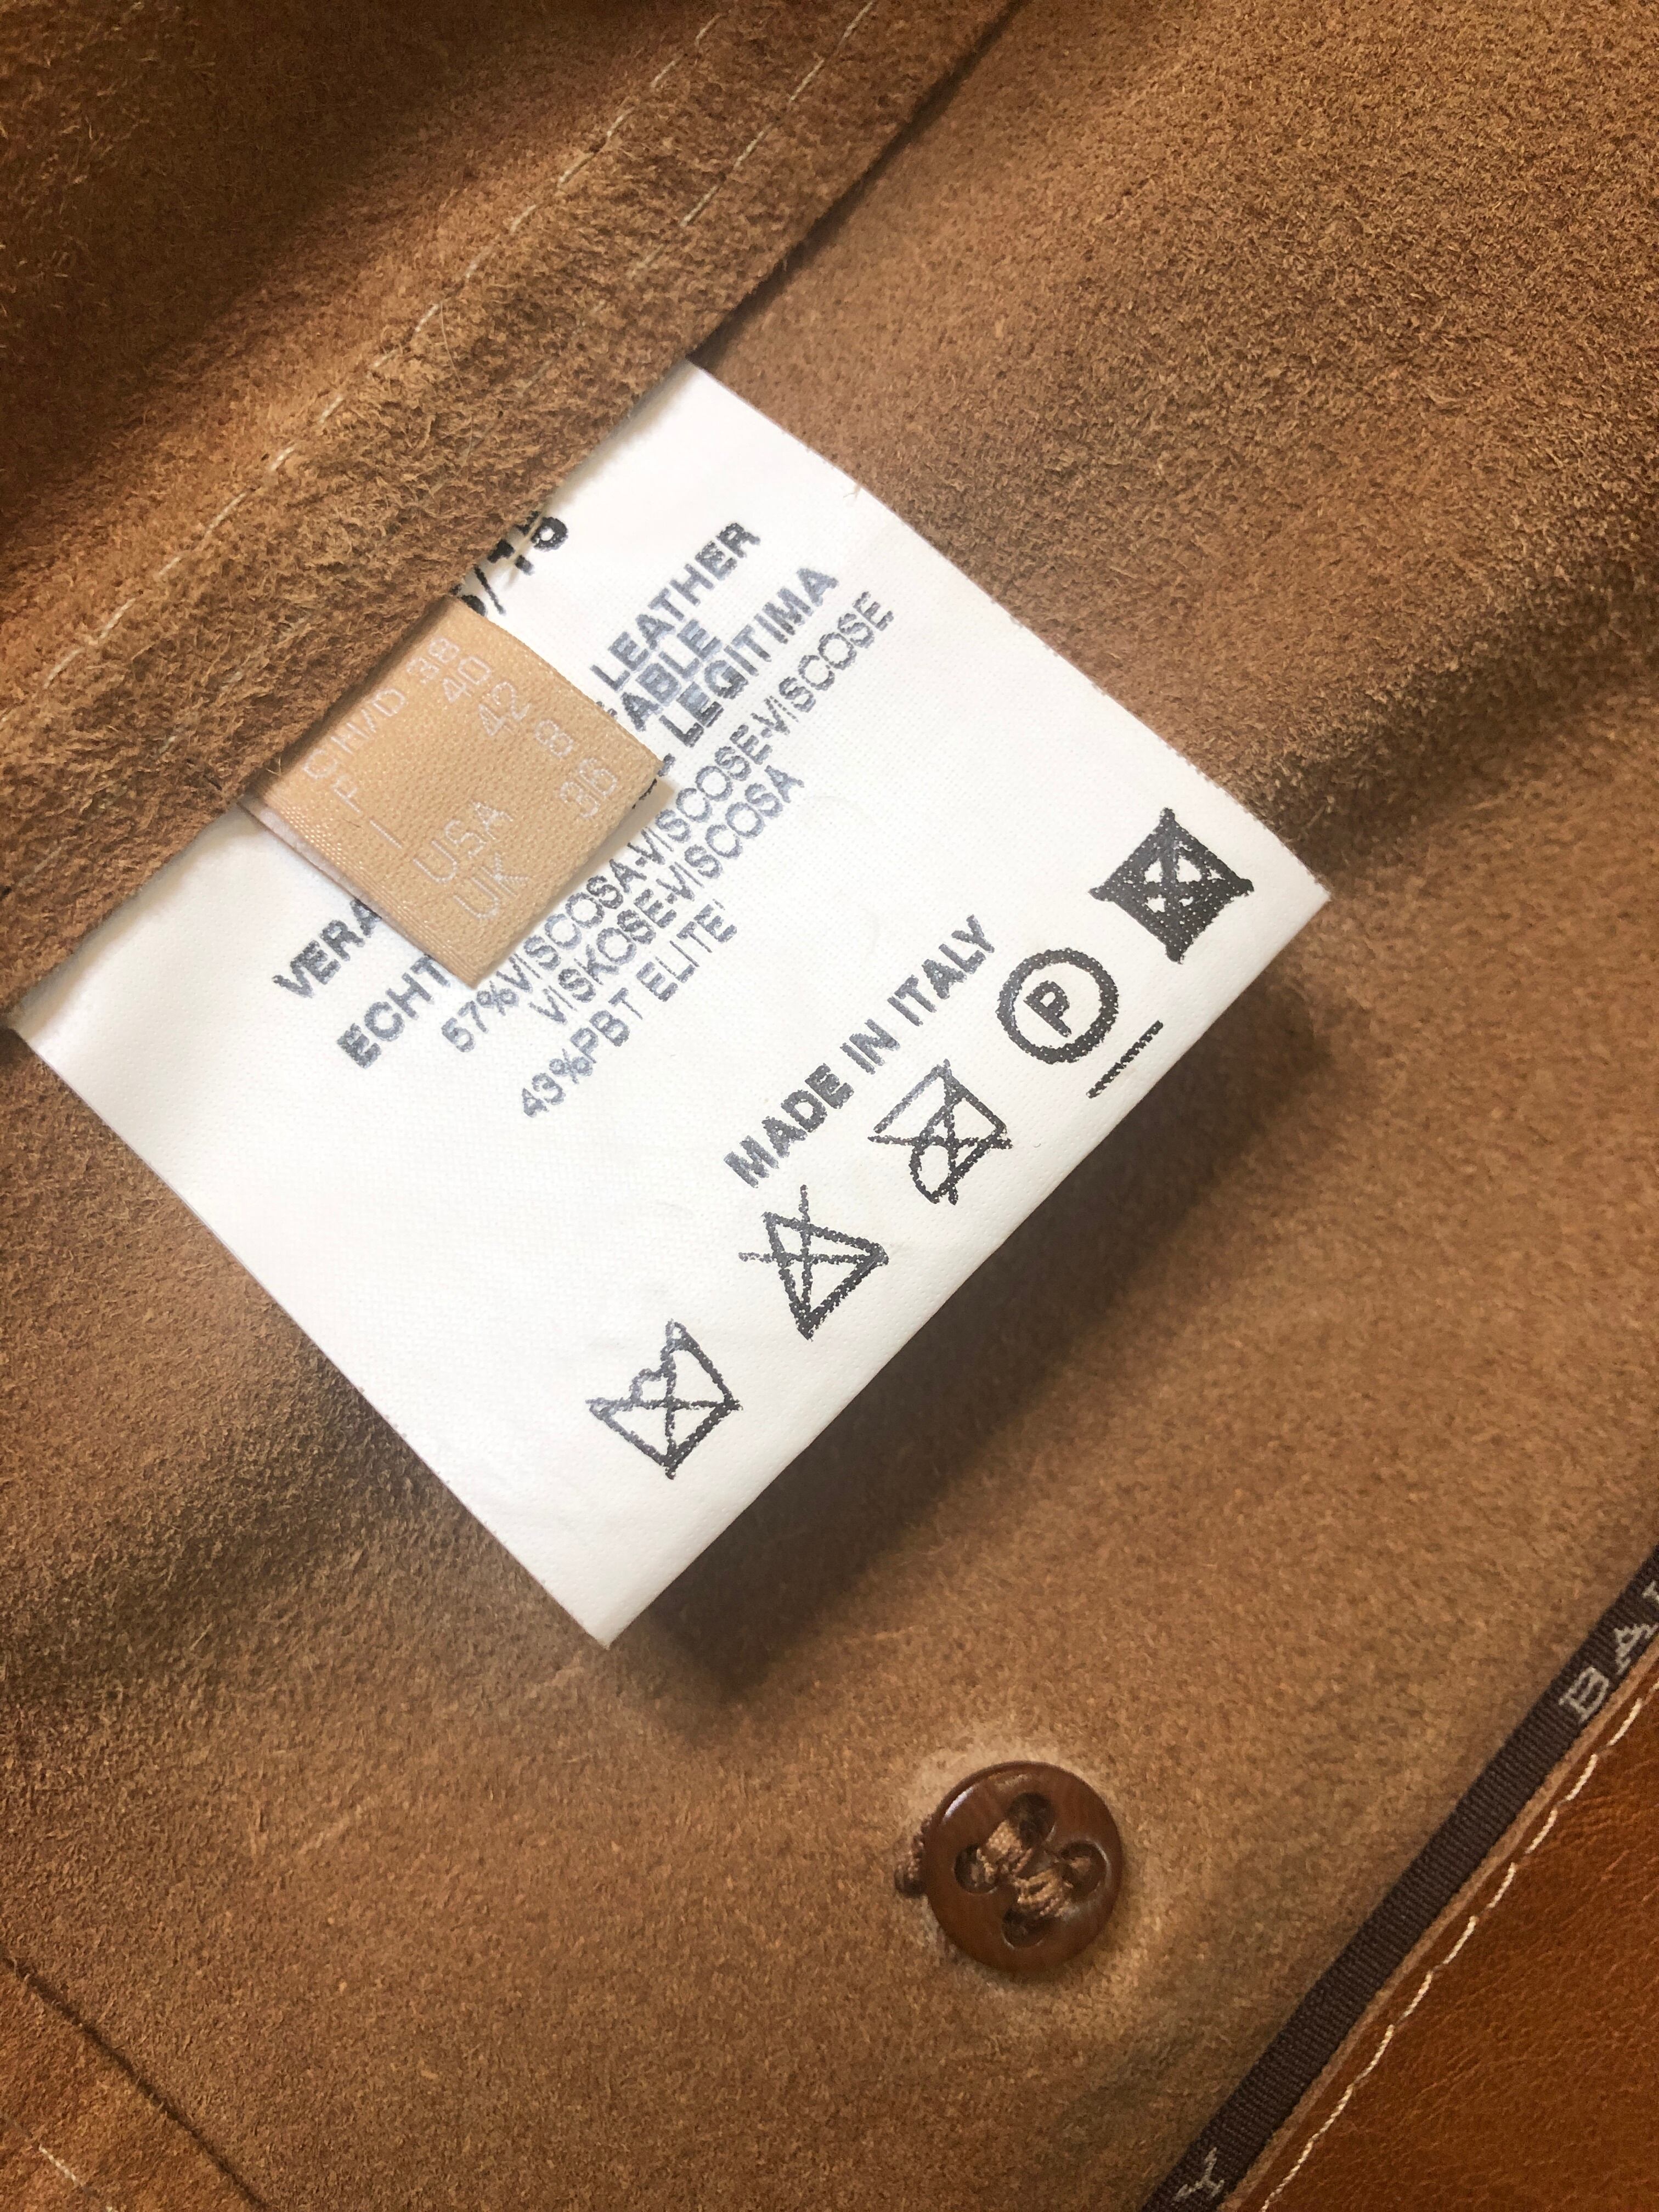 CH/D 38
F 40
I 42
USA 8
UK 36
LEATHER
VERA
LEGITIMA
ECHT
57%VISCOSA-VISCOSE-VISCOSE
VISKOSE-VISCOSA
43%PBT ELITE'
MADE IN ITALY
P